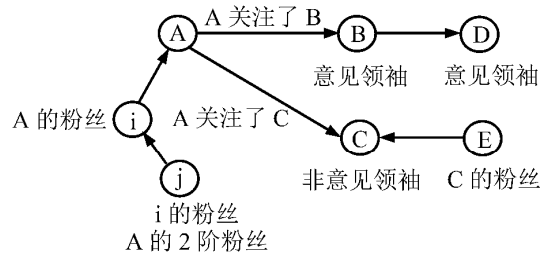 A 关注了 B
A
B
D
意见领袖
意见领袖
A 的粉丝
i
A 关注了 C
C
E
j
非意见领袖
C 的粉丝
i 的粉丝
A 的 2 阶粉丝